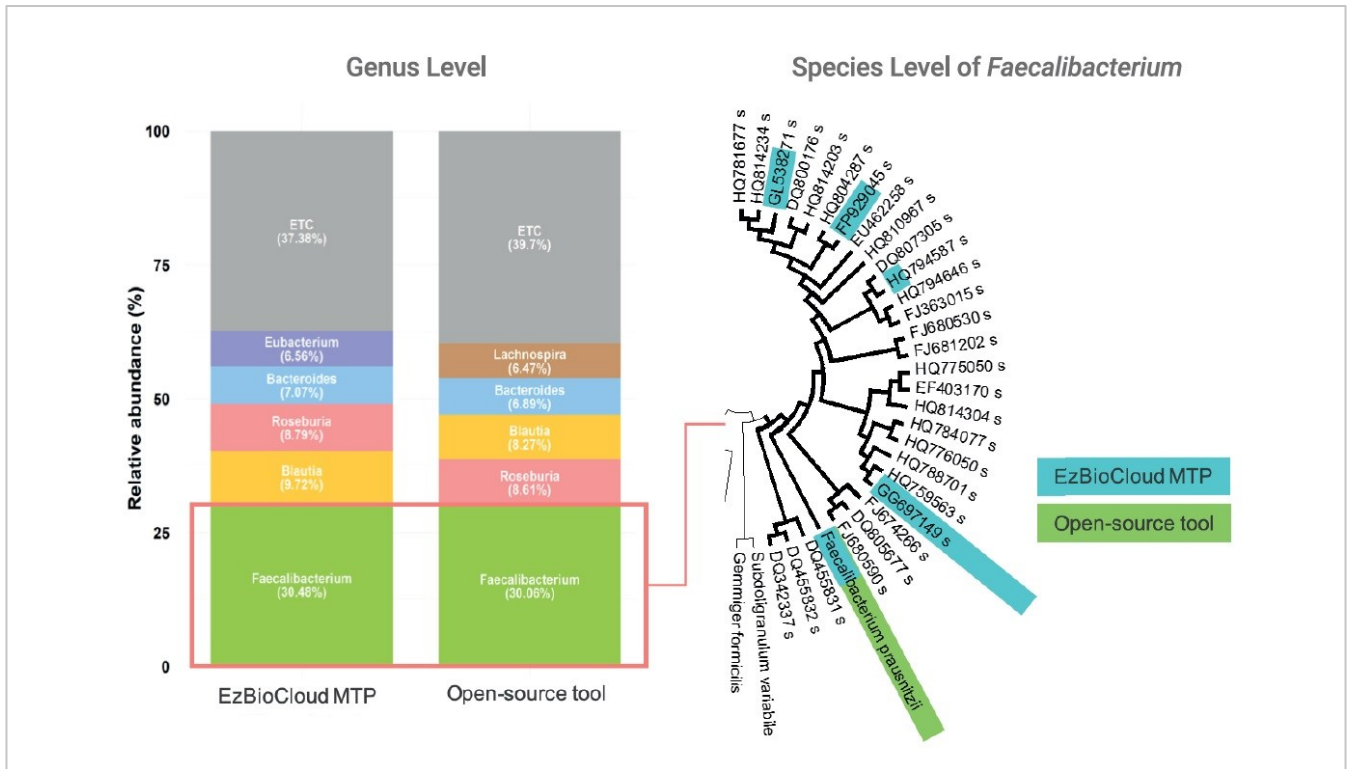 Genus Level
Species Level of Faecalibacterium
Relative abundance (%)
100
75
50
25
0
ETC
(37.38%)
Eubacterium
(6.56%)
Bacteroides
(7.07%)
Roseburia
(8.79%)
Blautia
(9.72%)
Faecalibacterium
(30.48%)
EzBioCloud MTP
ETC
(39.7%)
Lachnospira
(6.47%)
Bacteroides
(6.89%)
Blautia
(8.27%)
Roseburia
(8.61%)
Faecalibacterium
(30.06%)
Open-source tool
HQ781677 s
HQ814234 s
GL538271 s
DQ800176 s
HQ814203 s
HQ804287 s
FP929045 s
EU462258 s
HQ810967 s
DQ807305 s
HQ794587 s
HQ794646 s
FJ363015 s
FJ680530 s
FJ681202 s
HQ775050 s
EF403170 s
HQ814304 s
HQ784077 s
HQ776050 s
HQ788701 s
HQ759563 s
GG697149 s
FJ674266 s
DQ805677 s
FJ680590 s
Faecalibacterium prausnitzii
DQ455831 s
DQ455832 s
DQ342337 s
Subdoligranulum variabile
Gemmiger formicilis
EzBioCloud MTP
Open-source tool